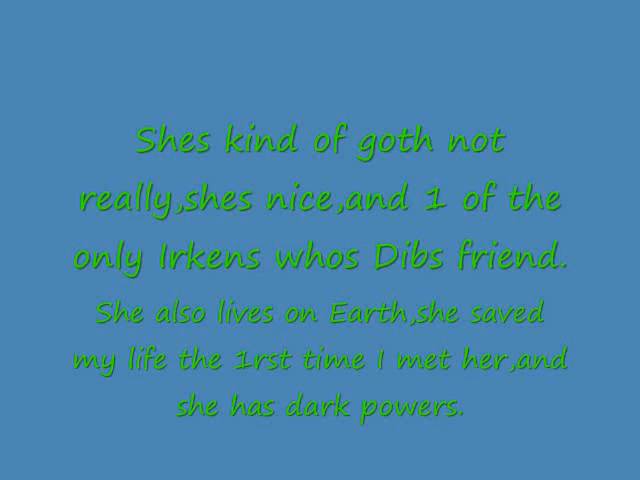 Shes kind of goth not
really,shes nice,and 1 of the
only Irkens whos Dibs friend.
She also lives on Earth,she saved
my life the 1rst time I met her,and
she has dark powers.